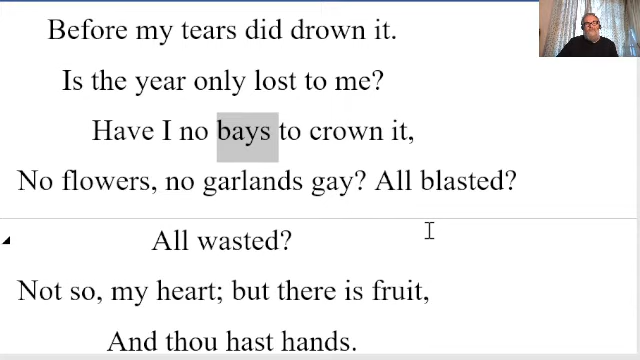 Before my tears did drown it.
Is the year only lost to me?
Have I no bays to crown it,
No flowers, no garlands gay? All blasted?
All wasted?
Not so, my heart; but there is fruit,
And thou hast hands.